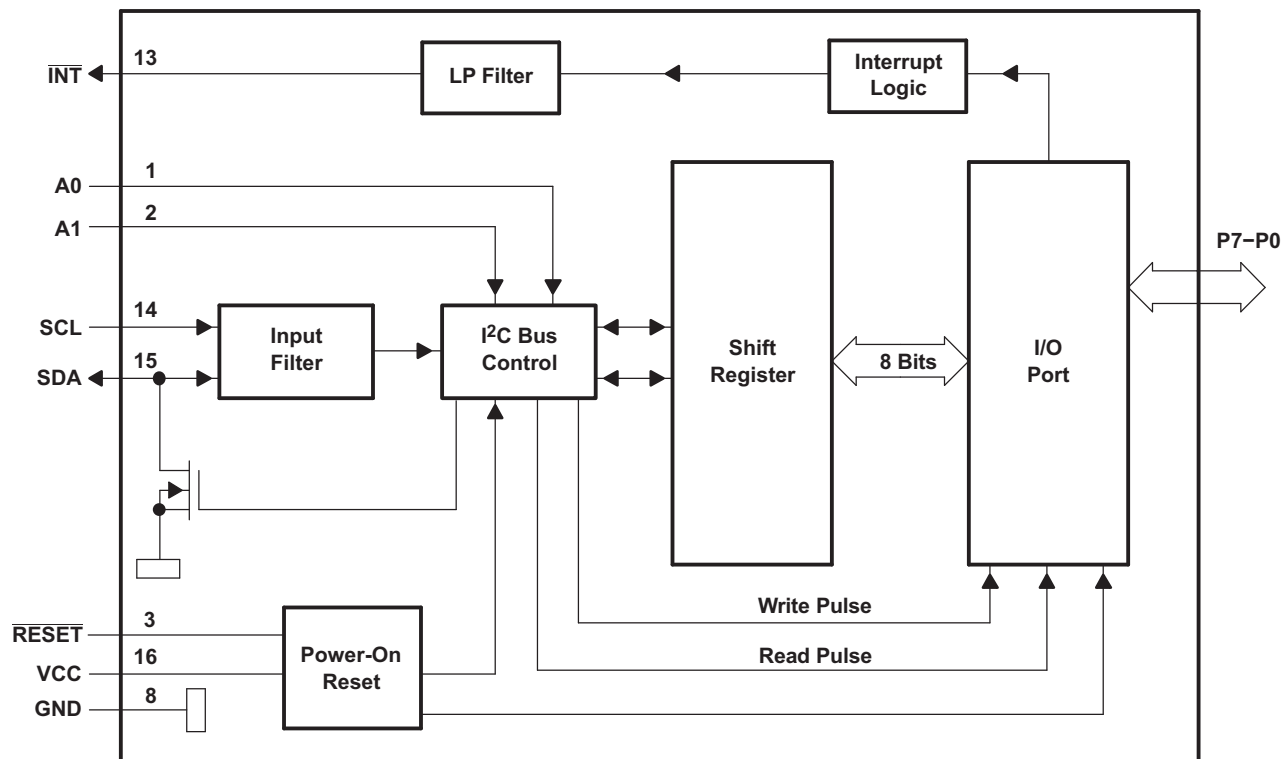 INT
13
LP Filter
Interrupt
Logic
A0
1
A1
2
P7−P0
SCL
14
SDA
15
Input
Filter
I²C Bus
Control
Shift
Register
8 Bits
I/O
Port
RESET
3
VCC
16
GND
8
Power-On
Reset
Write Pulse
Read Pulse